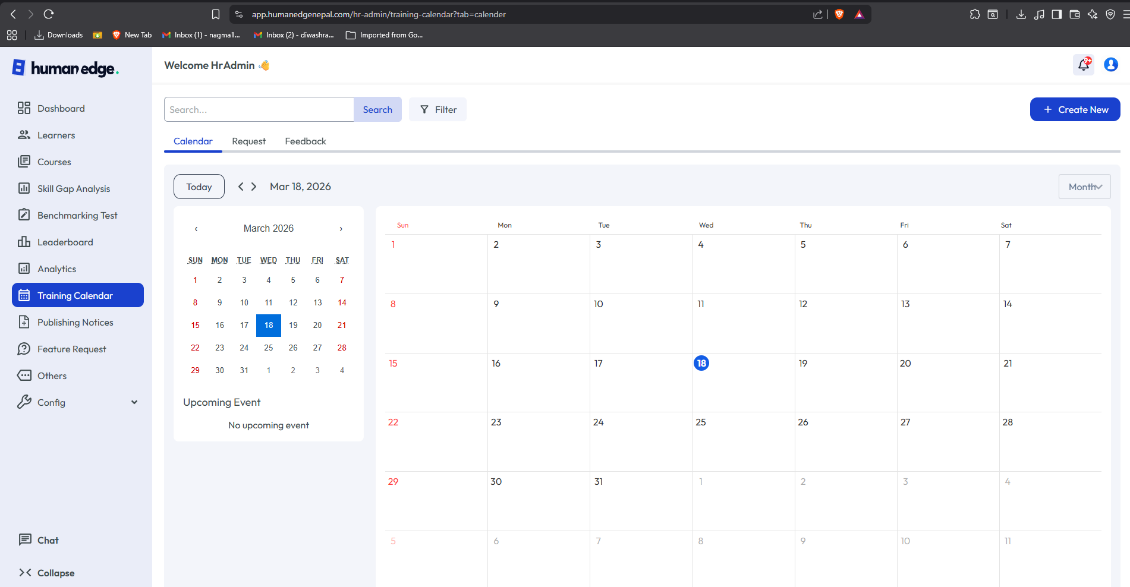 app.humanedgenepal.com/hr-admin/training-calendar?tab=calender
Downloads
New Tab
Inbox (1) - nagma1...
Inbox (2) - diwashra...
Imported from Go...
human edge.
Welcome HrAdmin
9+
Dashboard
Learners
Courses
Skill Gap Analysis
Benchmarking Test
Leaderboard
Analytics
Training Calendar
Publishing Notices
Feature Request
Others
Config
Chat
Collapse
Search...
Search
Filter
+ Create New
Calendar Request Feedback
Today
Mar 18, 2026
Month
‹ March 2026 ›
SUN MON TUE WED THU FRI SAT
1 2 3 4 5 6 7
8 9 10 11 12 13 14
15 16 17 18 19 20 21
22 23 24 25 26 27 28
29 30 31 1 2 3 4
Upcoming Event
No upcoming event
Sun Mon Tue Wed Thu Fri Sat
1 2 3 4 5 6 7
8 9 10 11 12 13 14
15 16 17 18 19 20 21
22 23 24 25 26 27 28
29 30 31 1 2 3 4
5 6 7 8 9 10 11